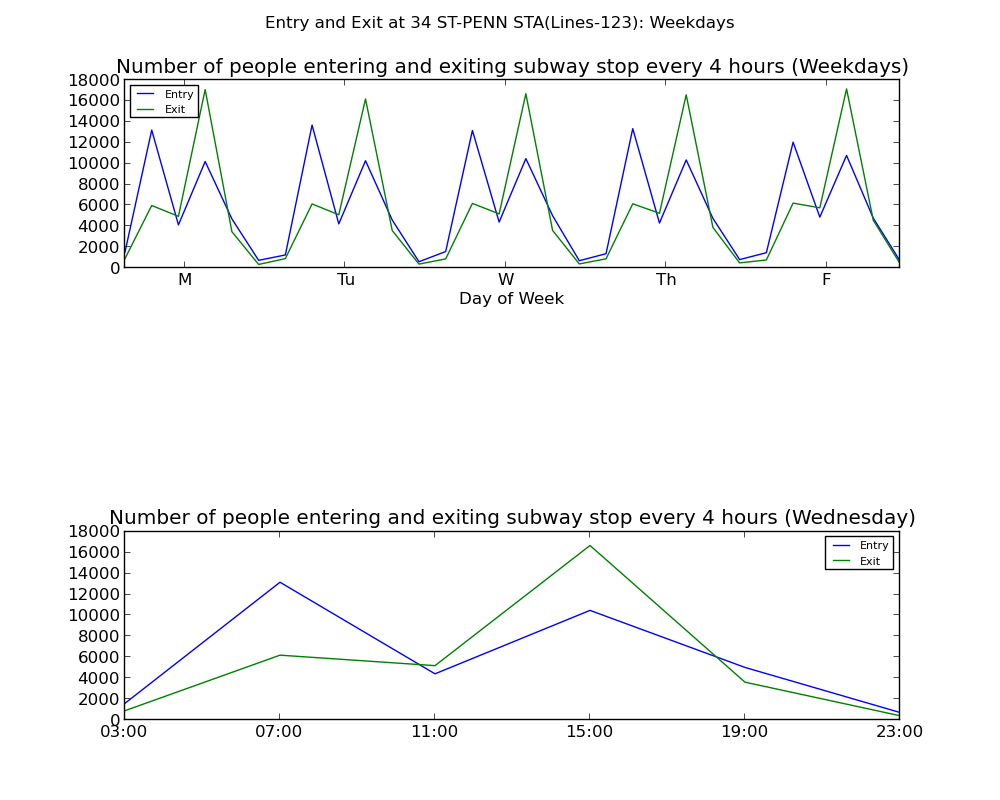 Entry and Exit at 34 ST-PENN STA(Lines-123): Weekdays
Number of people entering and exiting subway stop every 4 hours (Weekdays)
18000
16000
14000
12000
10000
8000
6000
4000
2000
0
Entry
Exit
M Tu W Th F
Day of Week
Number of people entering and exiting subway stop every 4 hours (Wednesday)
18000
16000
14000
12000
10000
8000
6000
4000
2000
0
Entry
Exit
03:00 07:00 11:00 15:00 19:00 23:00